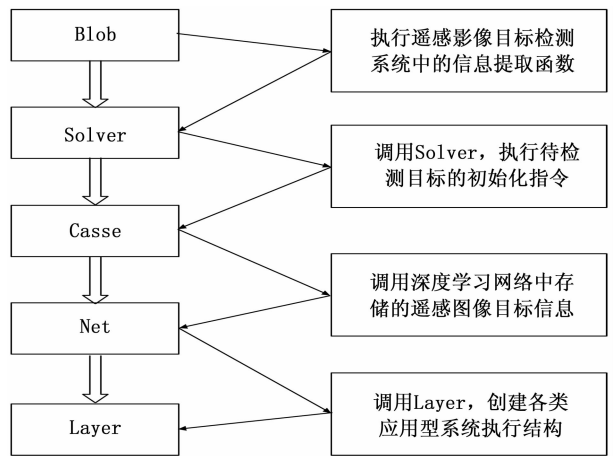 Blob
执行遥感影像目标检测
系统中的信息提取函数
Solver
调用Solver，执行待检
测目标的初始化指令
Casse
调用深度学习网络中存
储的遥感图像目标信息
Net
调用Layer，创建各类
应用型系统执行结构
Layer